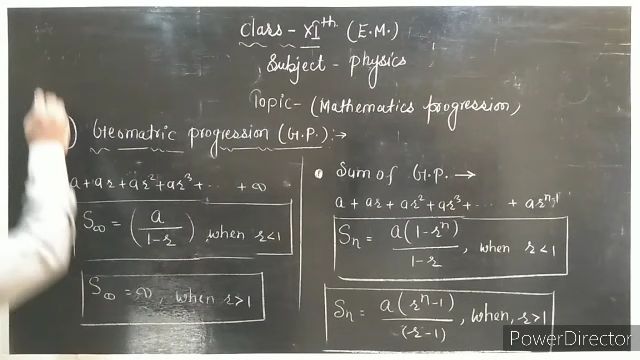 Class - XIth (E.M.)
Subject - physics
Topic - (Mathematics progression)
) Geomatric progression (G.P.) :→
a + ar + ar² + ar³ + ... + ∞
S∞ = (a / 1-r), when r<1
S∞ = ∞, when r>1
• Sum of G.P. →
a + ar + ar² + ar³ + ... + arⁿ⁻¹
Sn = a(1-rⁿ) / 1-r, when r<1
Sn = a(rⁿ-1) / (r-1), when, r>1
PowerDirector